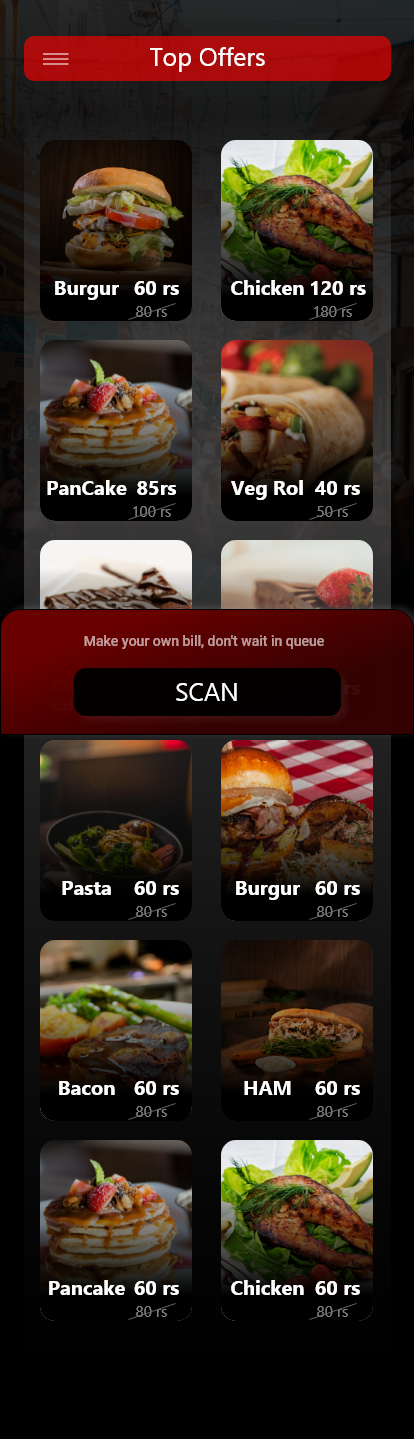 Top Offers
Burgur 60 rs
80 rs
Chicken 120 rs
180 rs
PanCake 85rs
100 rs
Veg Rol 40 rs
50 rs
Make your own bill, don't wait in queue
SCAN
Pasta 60 rs
80 rs
Burgur 60 rs
80 rs
Bacon 60 rs
80 rs
HAM 60 rs
80 rs
Pancake 60 rs
80 rs
Chicken 60 rs
80 rs